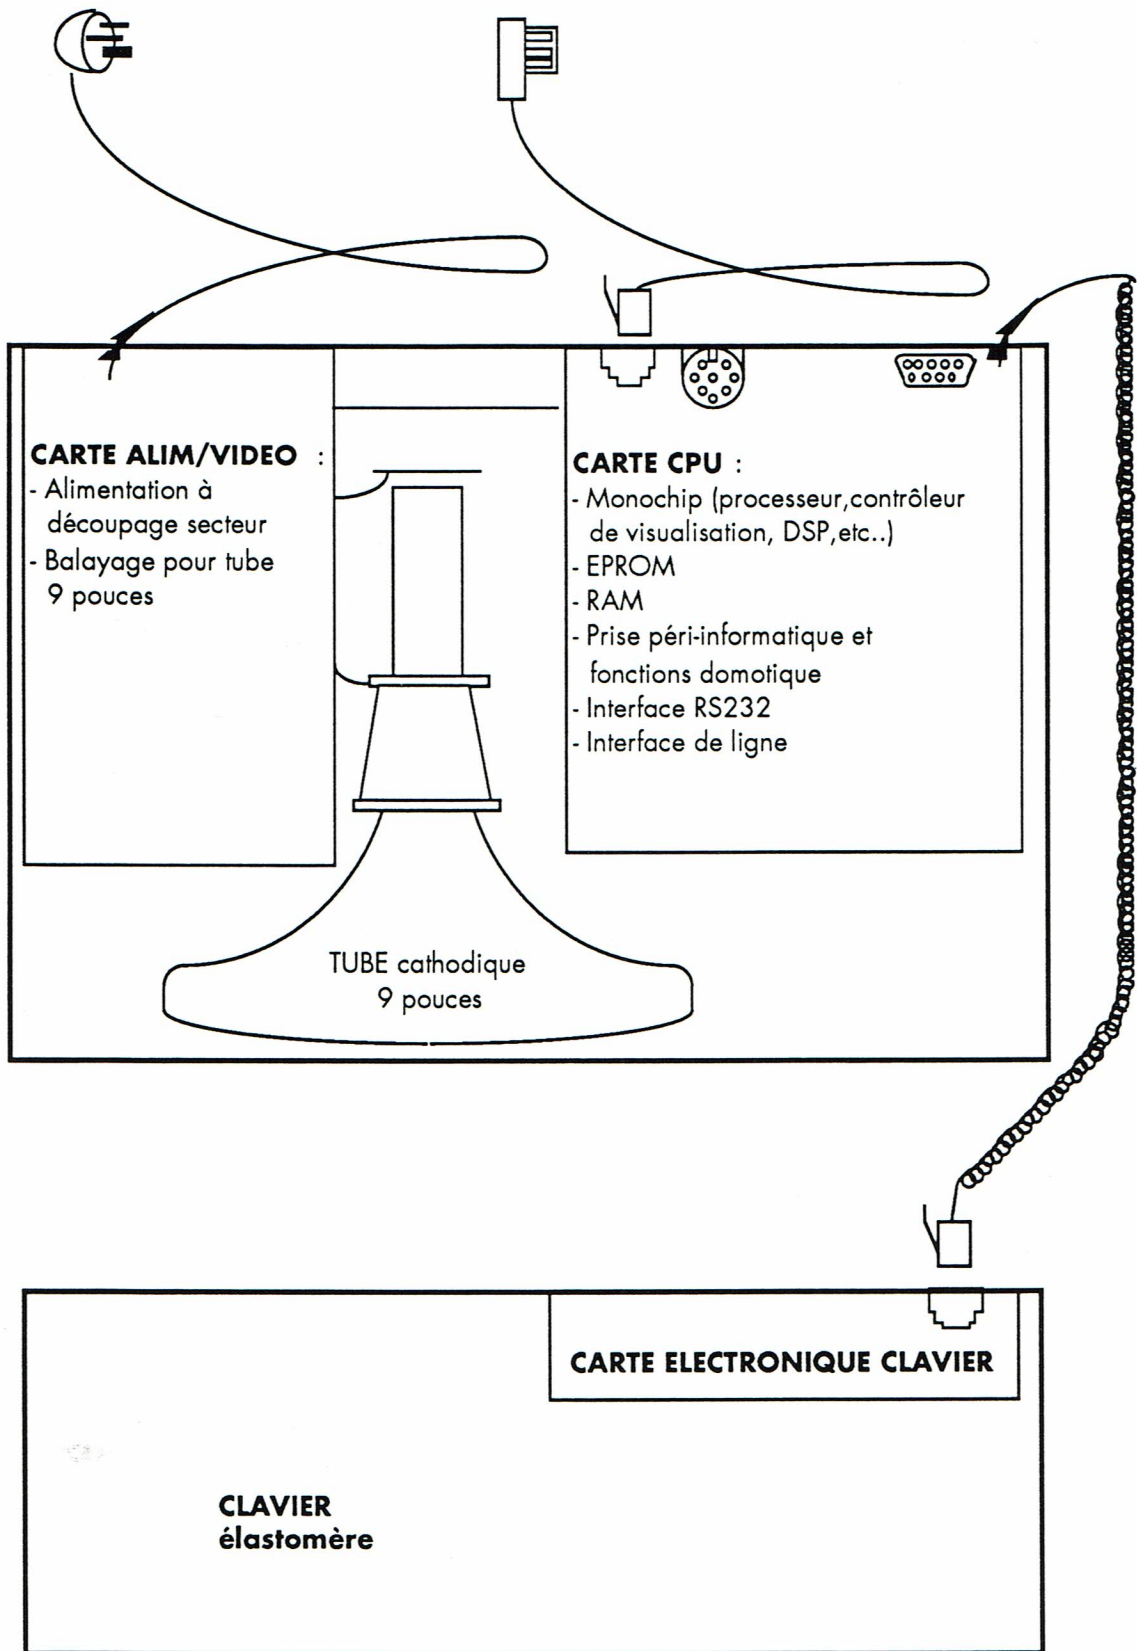 CARTE ALIM/VIDEO :
- Alimentation à
découpage secteur
- Balayage pour tube
9 pouces
CARTE CPU :
- Monochip (processeur,contrôleur
de visualisation, DSP,etc..)
- EPROM
- RAM
- Prise péri-informatique et
fonctions domotique
- Interface RS232
- Interface de ligne
TUBE cathodique
9 pouces
CARTE ELECTRONIQUE CLAVIER
CLAVIER
élastomère